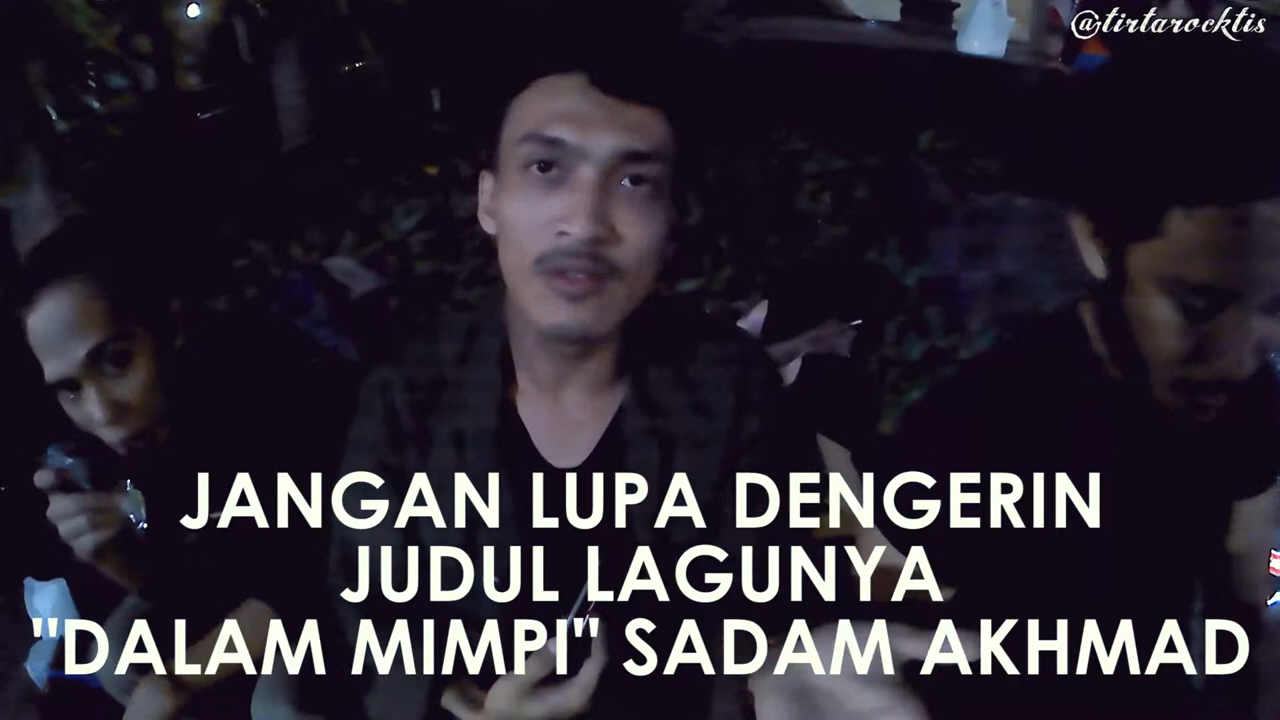 @tirtarocktis
JANGAN LUPA DENGERIN
JUDUL LAGUNYA
"DALAM MIMPI" SADAM AKHMAD